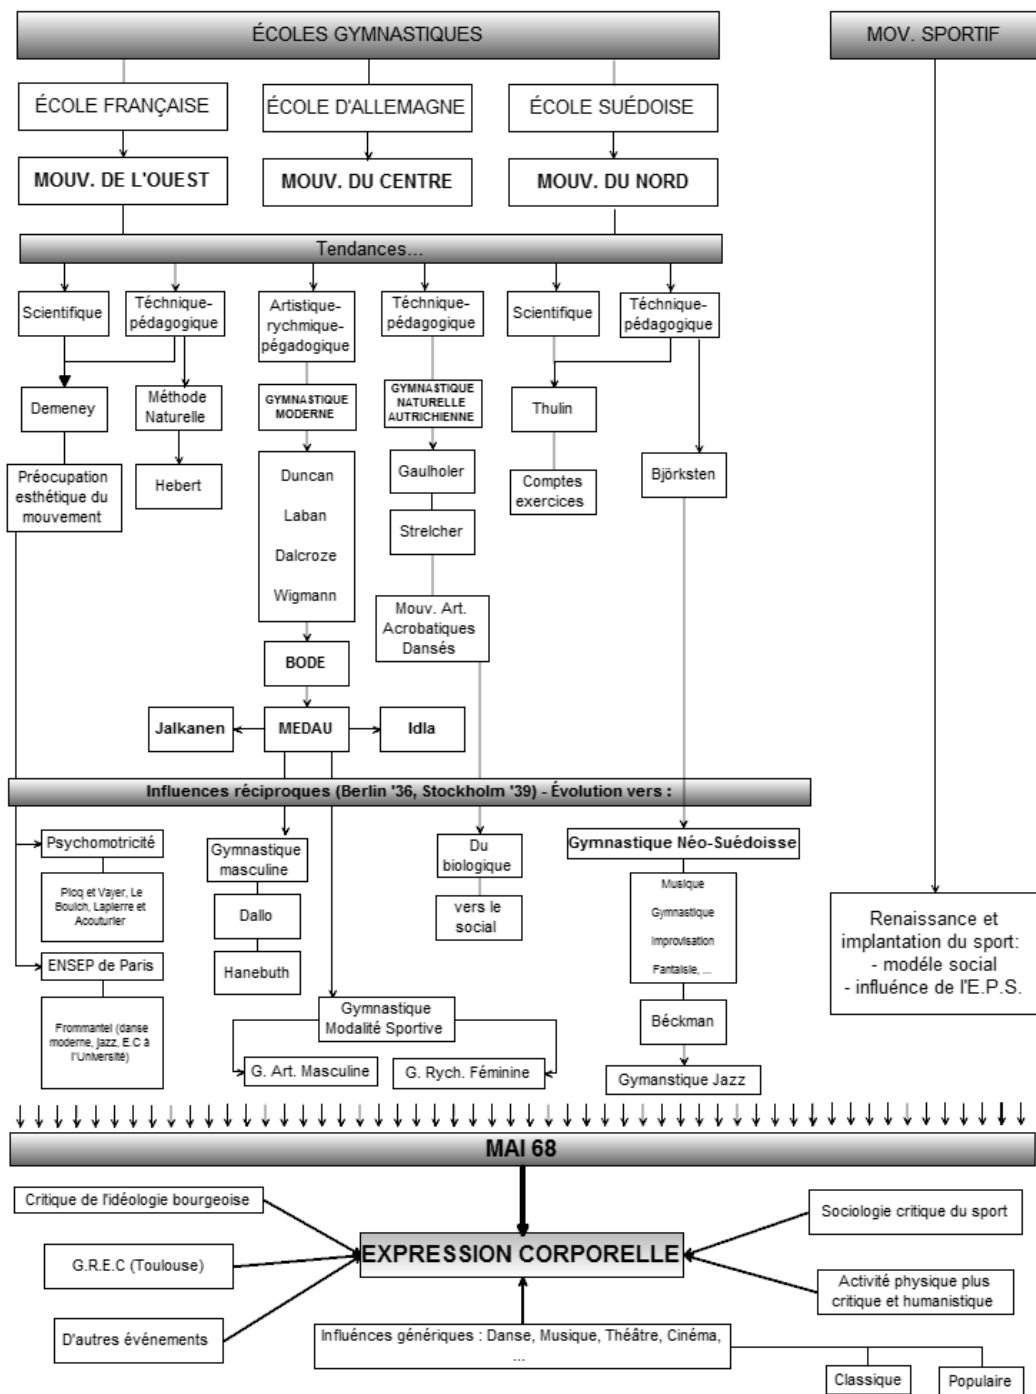 ÉCOLES GYMNASTIQUES
MOV. SPORTIF
ÉCOLE FRANÇAISE
ÉCOLE D'ALLEMAGNE
ÉCOLE SUÉDOISE
MOUV. DE L'OUEST
MOUV. DU CENTRE
MOUV. DU NORD
Tendances...
Scientifique
Téchnique-
pédagogique
Artistique-
rychmique-
pégadogique
Téchnique-
pédagogique
Scientifique
Téchnique-
pédagogique
Demeney
Méthode
Naturelle
GYMNASTIQUE
MODERNE
GYMNASTIQUE
NATURELLE
AUTRICHIENNE
Thulin
Préocupation
esthétique du
mouvement
Hebert
Duncan
Laban
Dalcroze
Wigmann
Gaulholer
Strelcher
Comptes
exercices
Björksten
Mouv. Art.
Acrobatiques
Dansés
BODE
Jalkanen
MEDAU
Idla
Influences réciproques (Berlin '36, Stockholm '39) - Évolution vers :
Psychomotricité
Gymnastique
masculine
Du
biologique
Gymnastique Néo-Suédoisse
Picq et Vayer, Le
Boulch, Lapierre et
Acouturier
Dallo
vers le
social
Musique
Gymnastique
Improvisation
Fantaisie, ...
Renaissance et
implantation du sport:
- modéle social
- influénce de l'E.P.S.
ENSEP de Paris
Hanebuth
Frommantel (danse
moderne, jazz, E.C à
l'Université)
Gymnastique
Modalité Sportive
Béckman
G. Art. Masculine
G. Rych. Féminine
Gymanstique Jazz
MAI 68
Critique de l'idéologie bourgeoise
Sociologie critique du sport
G.R.E.C (Toulouse)
EXPRESSION CORPORELLE
Activité physique plus
critique et humanistique
D'autres événements
Influénces génériques : Danse, Musique, Théâtre, Cinéma,
...
Classique
Populaire